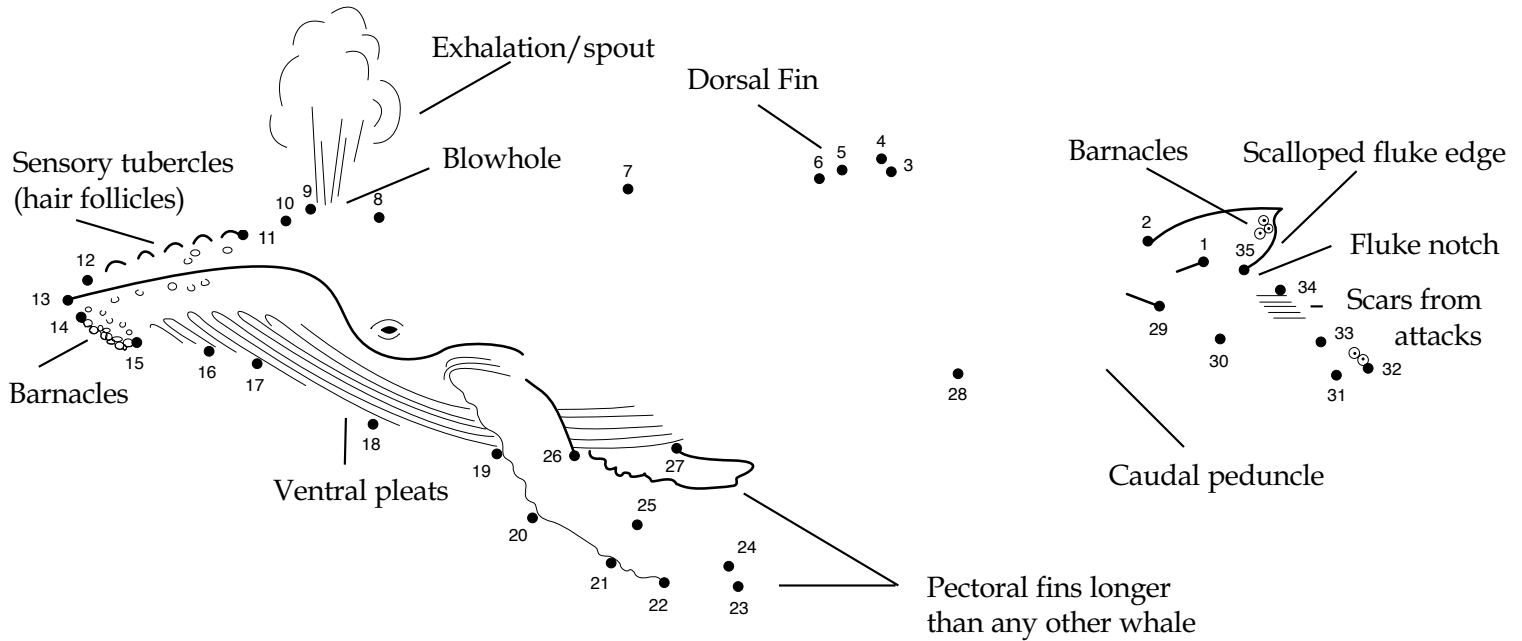 Exhalation/spout
Dorsal Fin
Blowhole
Sensory tubercles
(hair follicles)
Barnacles
Scalloped fluke edge
Fluke notch
Scars from
attacks
Barnacles
Ventral pleats
Caudal peduncle
Pectoral fins longer
than any other whale
1
2
3
4
5
6
7
8
9
10
11
12
13
14
15
16
17
18
19
20
21
22
23
24
25
26
27
28
29
30
31
32
33
34
35